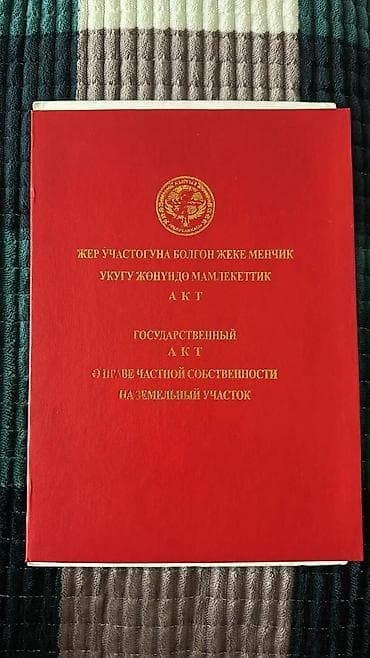 ЖЕР УЧАСТОГУНА БОЛГОН ЖЕКЕ МЕНЧИК
УКУГУ ЖӨНҮНДӨ МАМЛЕКЕТТИК
АКТ
ГОСУДАРСТВЕННЫЙ
АКТ
О ПРАВЕ ЧАСТНОЙ СОБСТВЕННОСТИ
НА ЗЕМЕЛЬНЫЙ УЧАСТОК